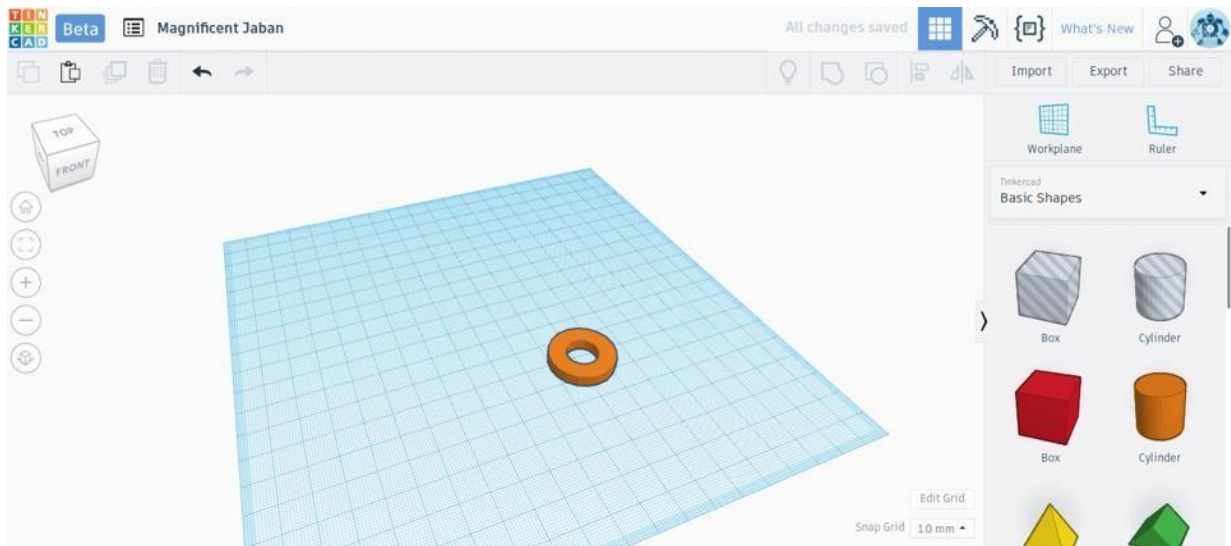 TIN
KER
CAD
Beta
Magnificent Jaban
All changes saved
What's New
Import
Export
Share
TOP
FRONT
Workplane
Ruler
Tinkercad
Basic Shapes
Box
Cylinder
Box
Cylinder
Edit Grid
Snap Grid 1.0 mm